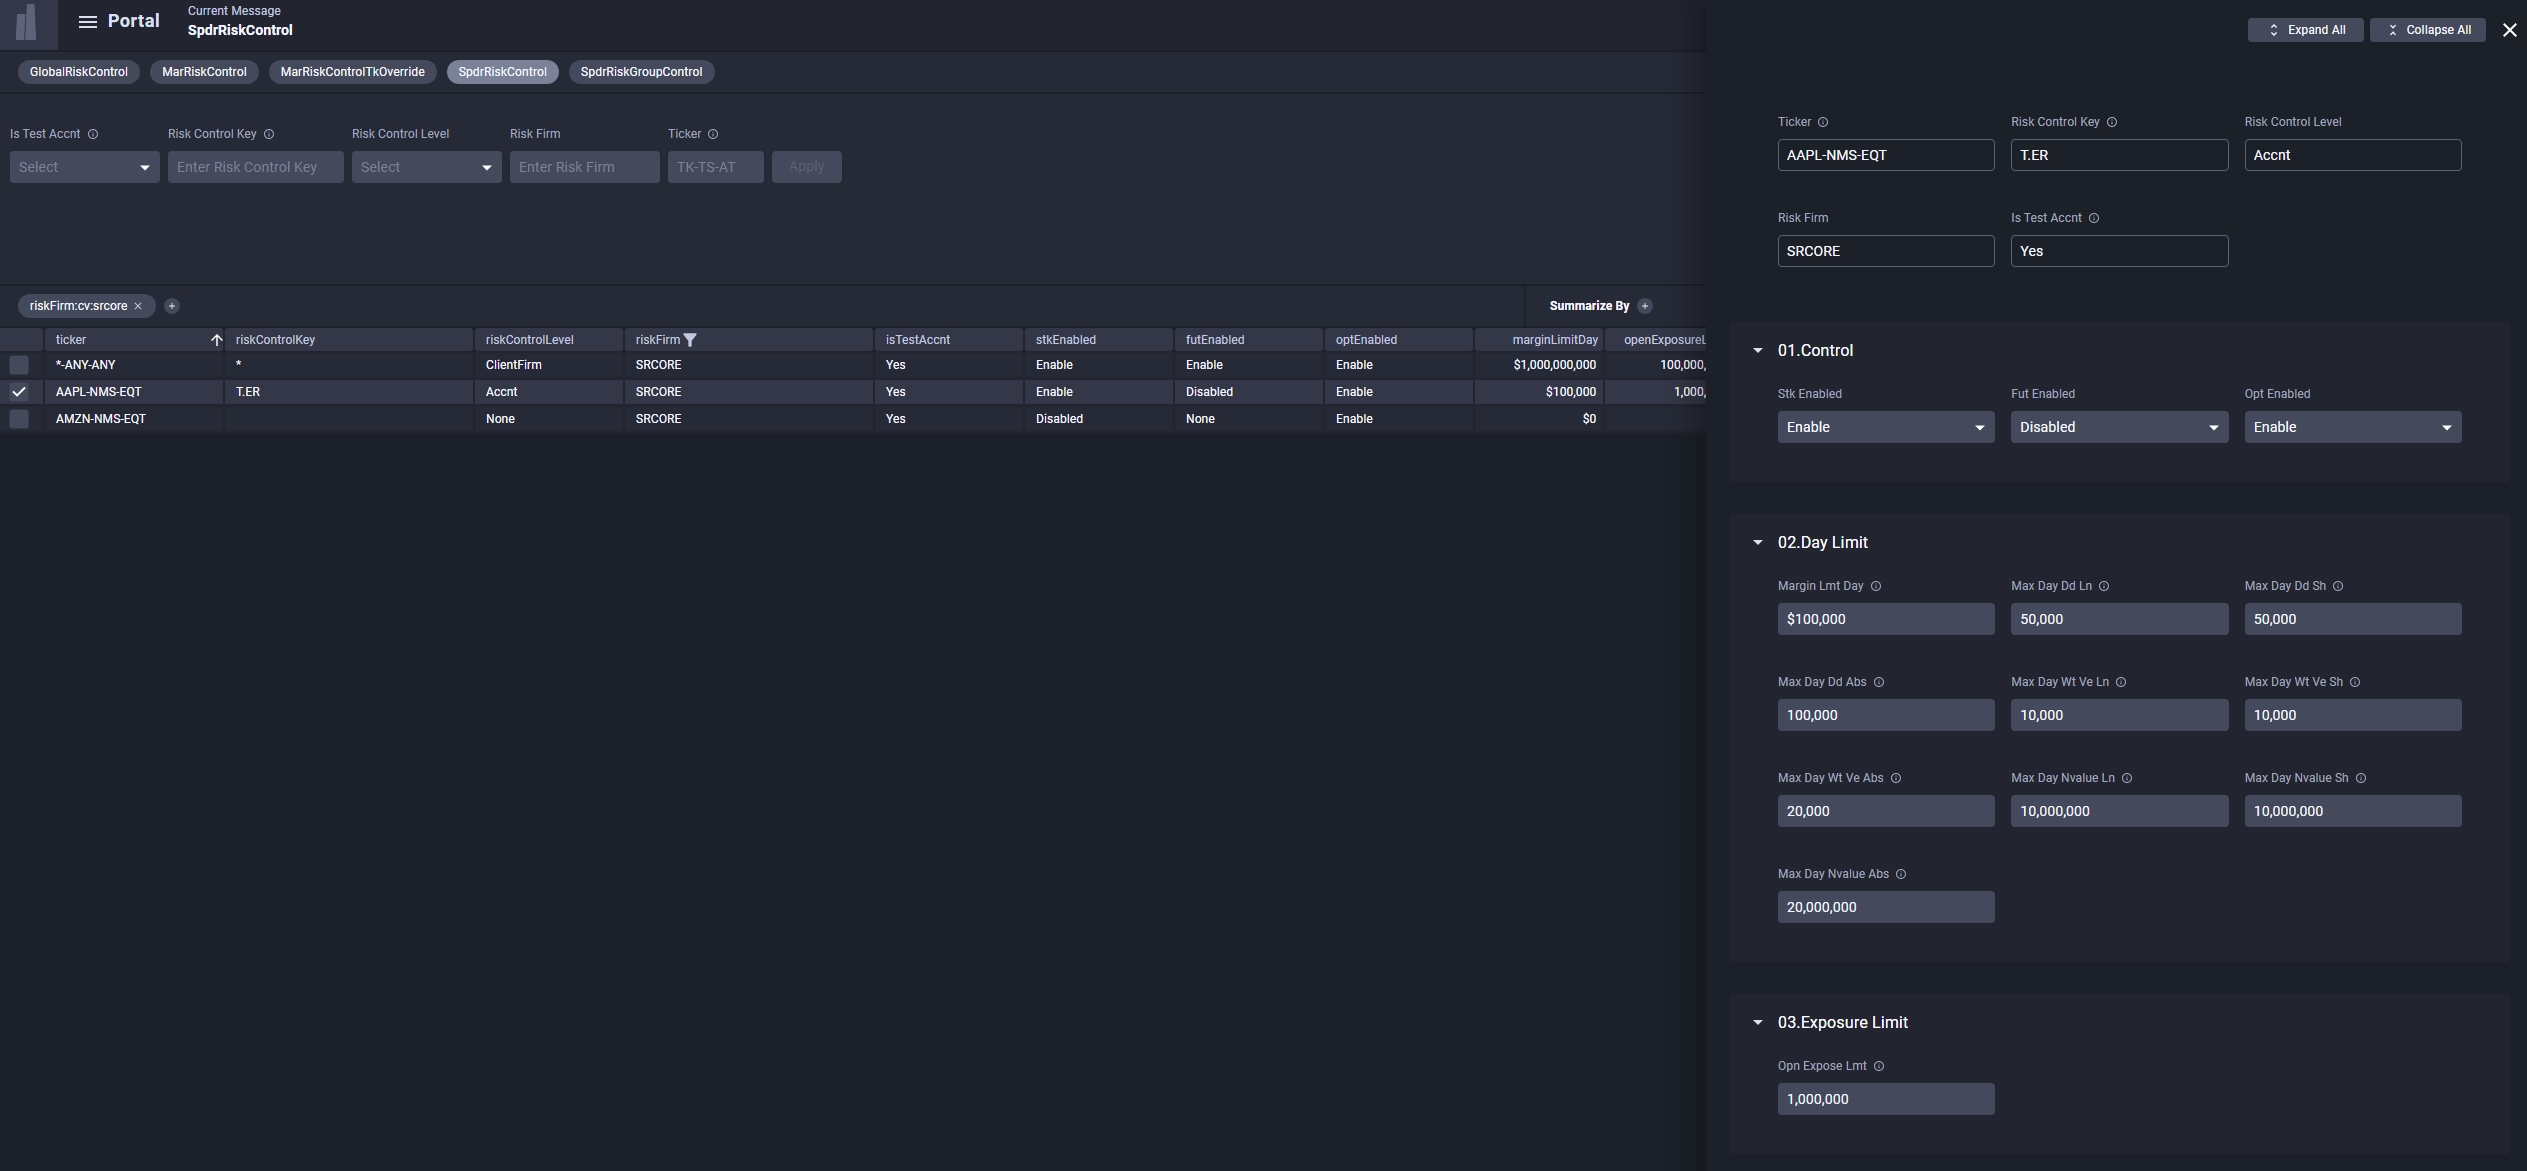 Portal
Current Message
SpdrRiskControl
GlobalRiskControl MarRiskControl MarRiskControlTkOverride SpdrRiskControl SpdrRiskGroupControl
Is Test Accnt Risk Control Key Risk Control Level Risk Firm Ticker
Select Enter Risk Control Key Select Enter Risk Firm TK-TS-AT Apply
riskFirm:cv:srcore × +
Summarize By +
ticker riskControlKey riskControlLevel riskFirm isTestAccnt stkEnabled futEnabled optEnabled marginLimitDay openExposureL
*-ANY-ANY * ClientFirm SRCORE Yes Enable Enable Enable $1,000,000,000 100,000,
AAPL-NMS-EQT T.ER Accnt SRCORE Yes Enable Disabled Enable $100,000 1,000,
AMZN-NMS-EQT None SRCORE Yes Disabled None Enable $0
Expand All Collapse All
Ticker Risk Control Key Risk Control Level
AAPL-NMS-EQT T.ER Accnt
Risk Firm Is Test Accnt
SRCORE Yes
01.Control
Stk Enabled Fut Enabled Opt Enabled
Enable Disabled Enable
02.Day Limit
Margin Lmt Day Max Day Dd Ln Max Day Dd Sh
$100,000 50,000 50,000
Max Day Dd Abs Max Day Wt Ve Ln Max Day Wt Ve Sh
100,000 10,000 10,000
Max Day Wt Ve Abs Max Day Nvalue Ln Max Day Nvalue Sh
20,000 10,000,000 10,000,000
Max Day Nvalue Abs
20,000,000
03.Exposure Limit
Opn Expose Lmt
1,000,000